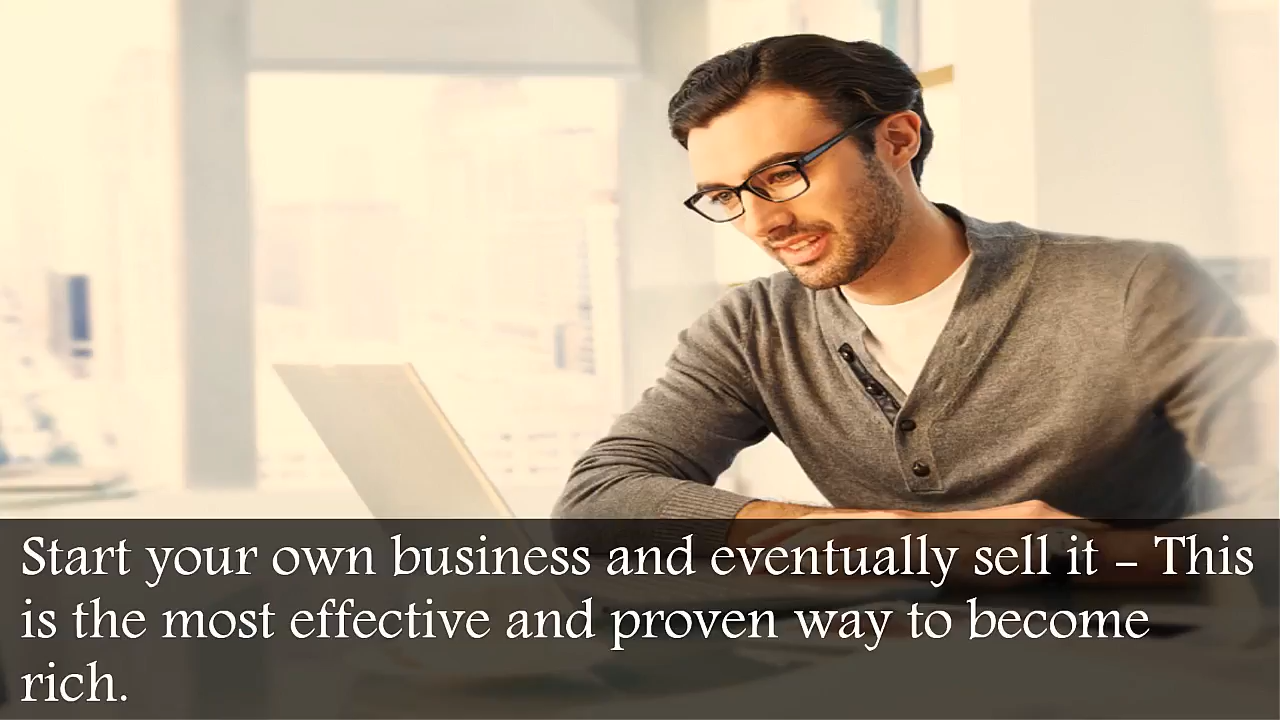 Start your own business and eventually sell it – This
is the most effective and proven way to become
rich.